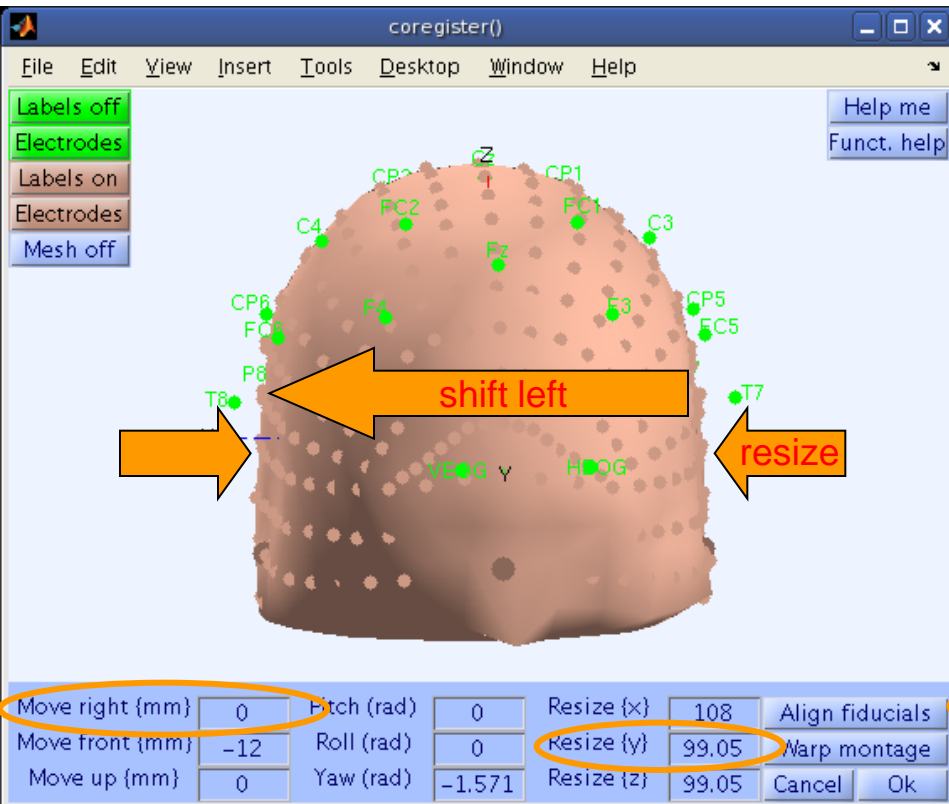 coregister()
File Edit View Insert Tools Desktop Window Help
Labels off
Electrodes
Labels on
Electrodes
Mesh off
Help me
Funct. help
Z
CP1
FC2
FC1
C4
C3
Fz
CP6
CP5
F4
F3
FC6
FC5
P8
T8
T7
shift left
resize
VEOG
Y
HEOG
Move right {mm} 0 Pitch (rad) 0 Resize {x} 108 Align fiducials
Move front {mm} -12 Roll (rad) 0 Resize {y} 99.05 Warp montage
Move up {mm} 0 Yaw (rad) -1.571 Resize {z} 99.05 Cancel Ok